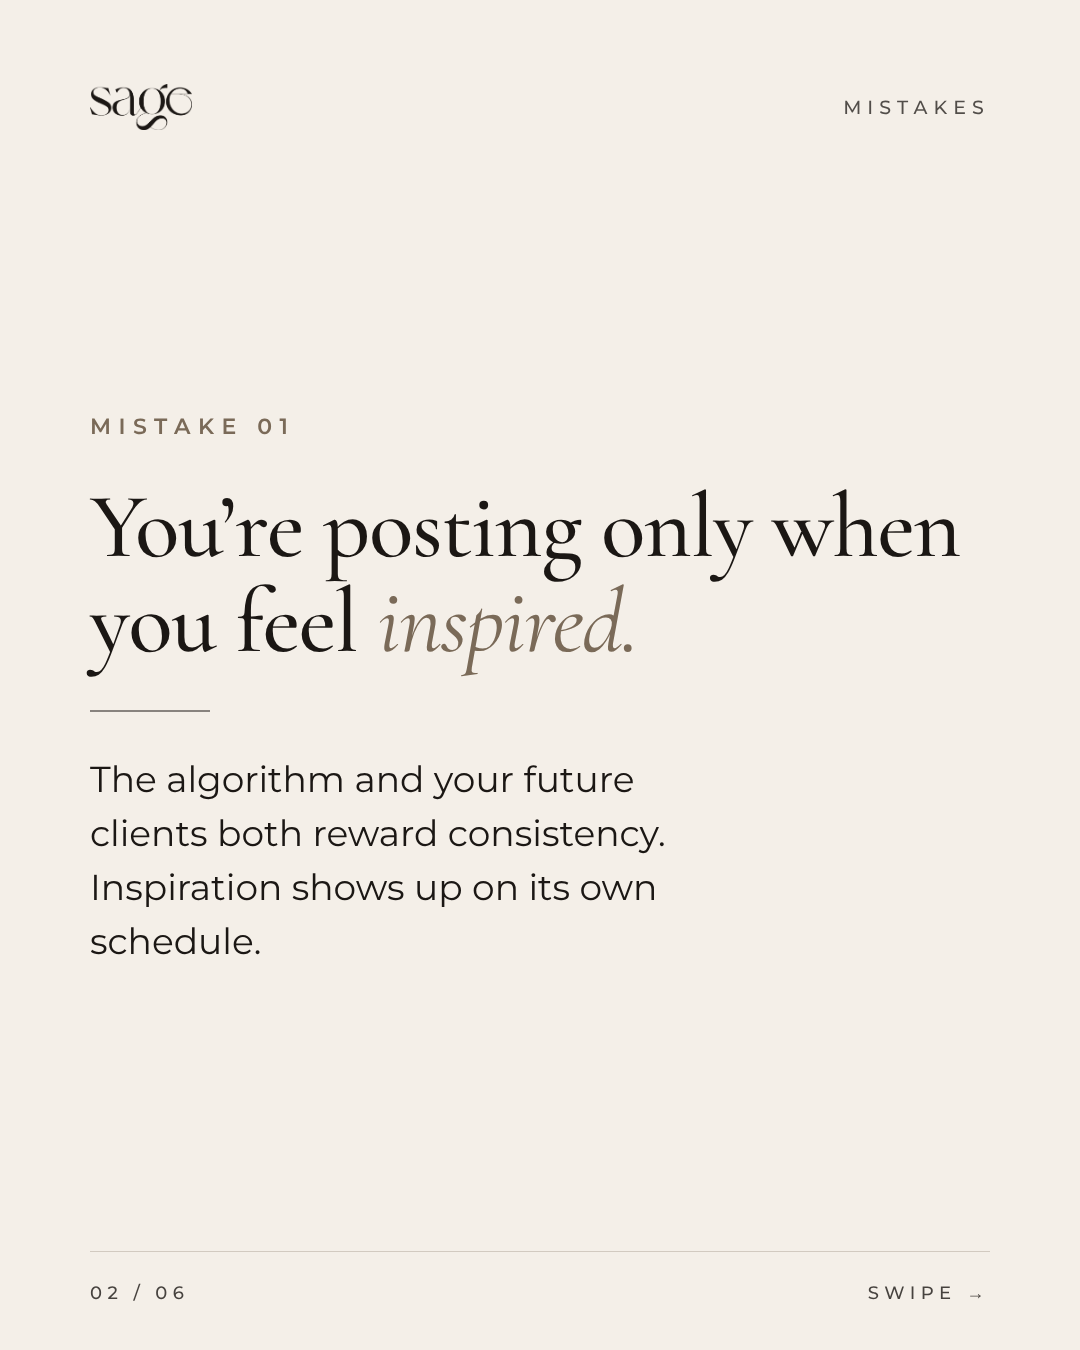 sage
MISTAKES
MISTAKE 01
You’re posting only when
you feel inspired.
The algorithm and your future
clients both reward consistency.
Inspiration shows up on its own
schedule.
02 / 06
SWIPE →